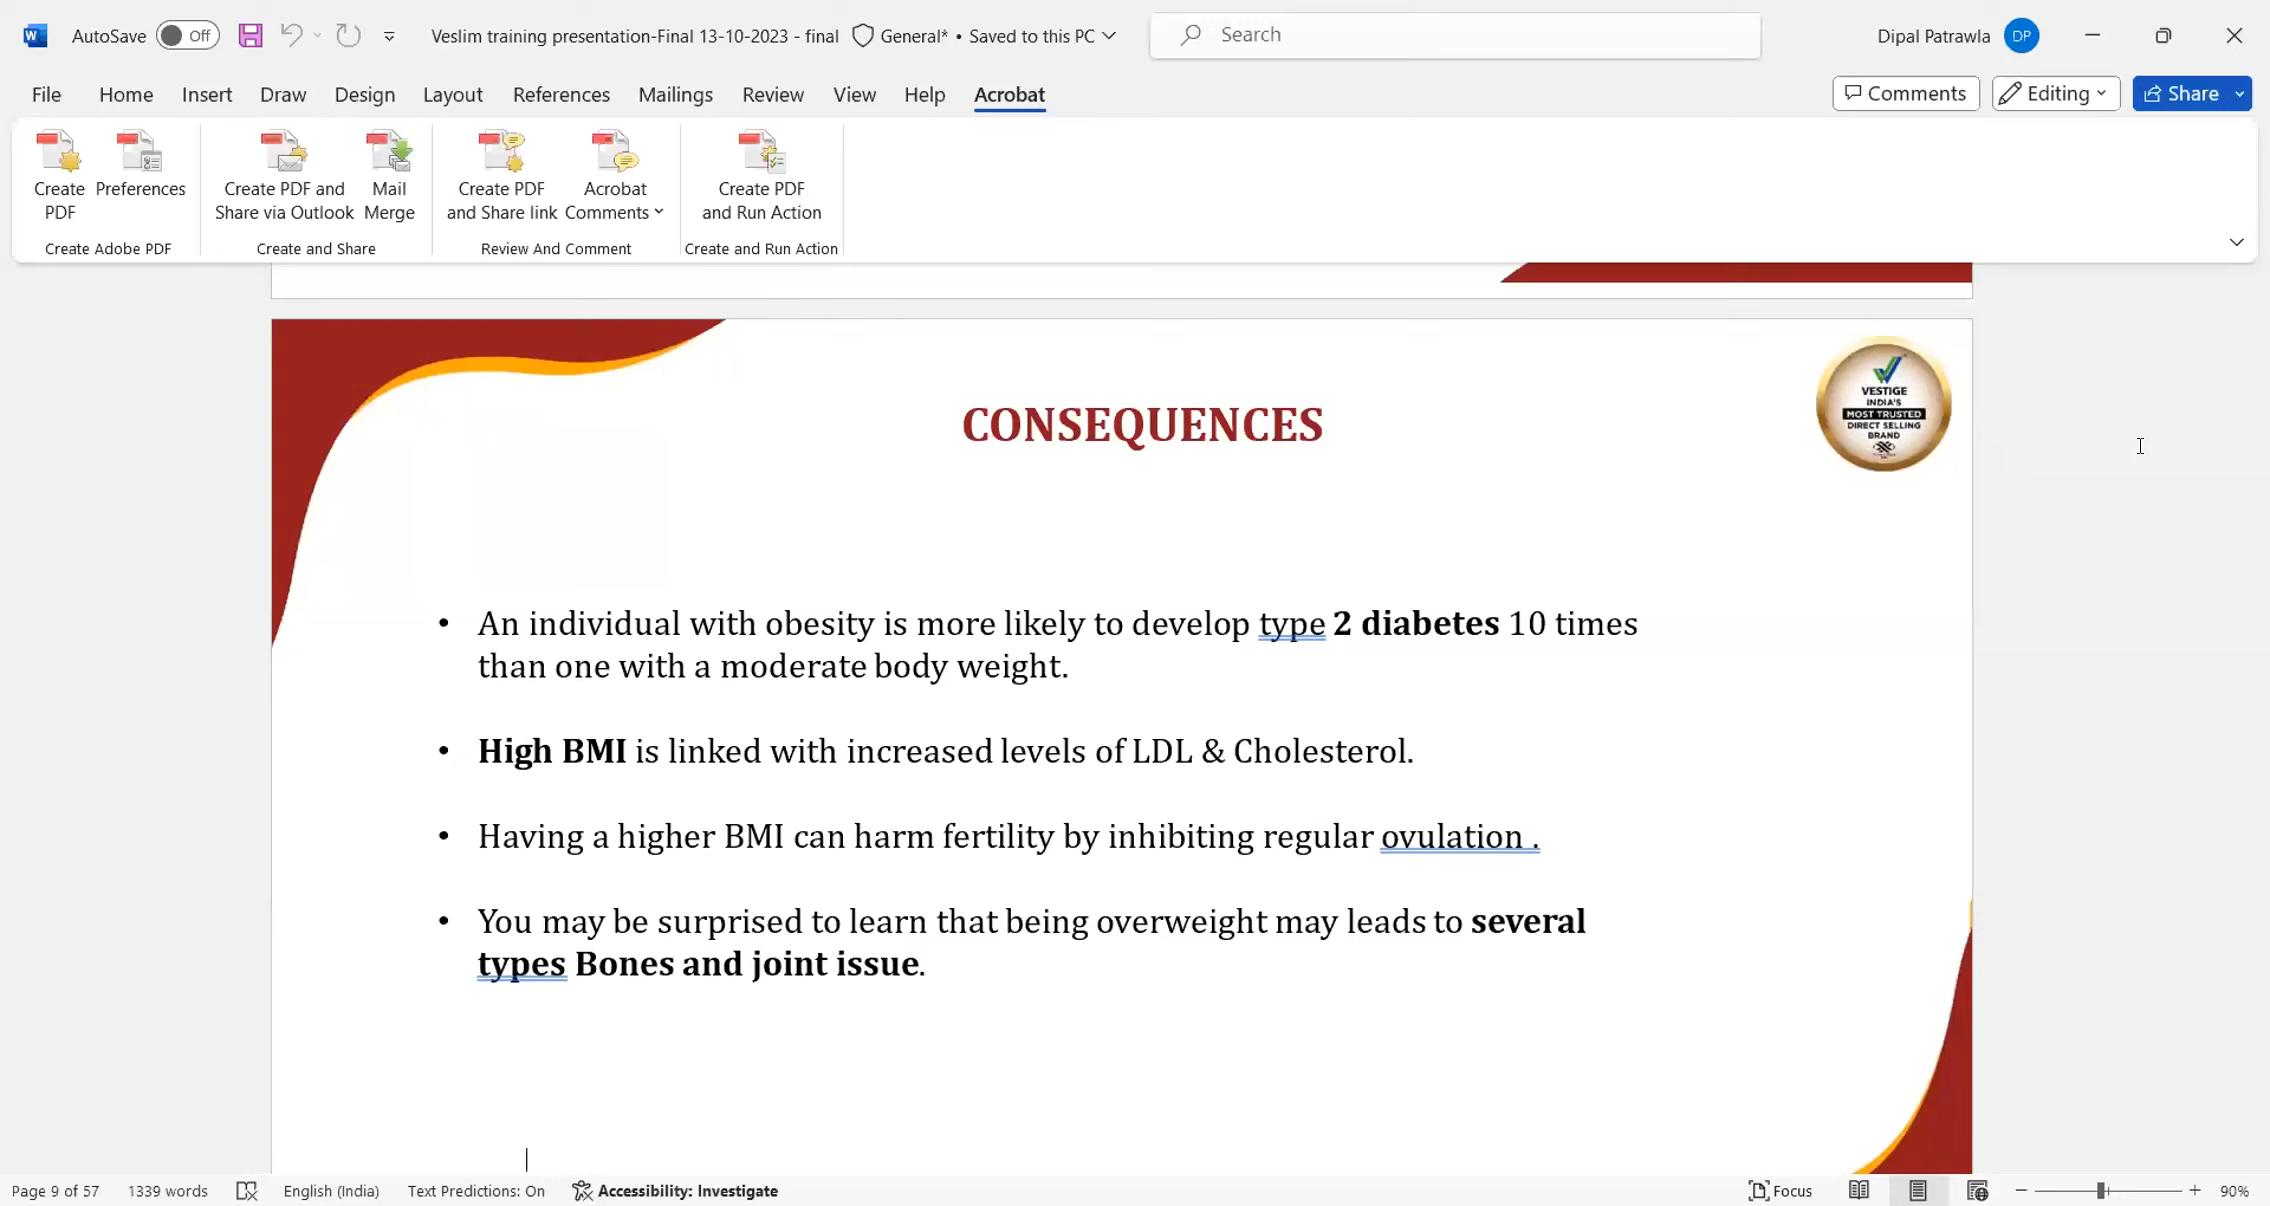 AutoSave Off Veslim training presentation-Final 13-10-2023 - final General* • Saved to this PC Search Dipal Patrawla DP
File Home Insert Draw Design Layout References Mailings Review View Help Acrobat Comments Editing Share
Create PDF
Preferences
Create PDF and Share via Outlook
Mail Merge
Create PDF and Share link
Acrobat Comments
Create PDF and Run Action
Create Adobe PDF Create and Share Review And Comment Create and Run Action
VESTIGE
INDIA'S
MOST TRUSTED
DIRECT SELLING
BRAND
CONSEQUENCES
• An individual with obesity is more likely to develop type 2 diabetes 10 times
than one with a moderate body weight.
• High BMI is linked with increased levels of LDL & Cholesterol.
• Having a higher BMI can harm fertility by inhibiting regular ovulation .
• You may be surprised to learn that being overweight may leads to several
types Bones and joint issue.
Page 9 of 57 1339 words English (India) Text Predictions: On Accessibility: Investigate Focus 90%